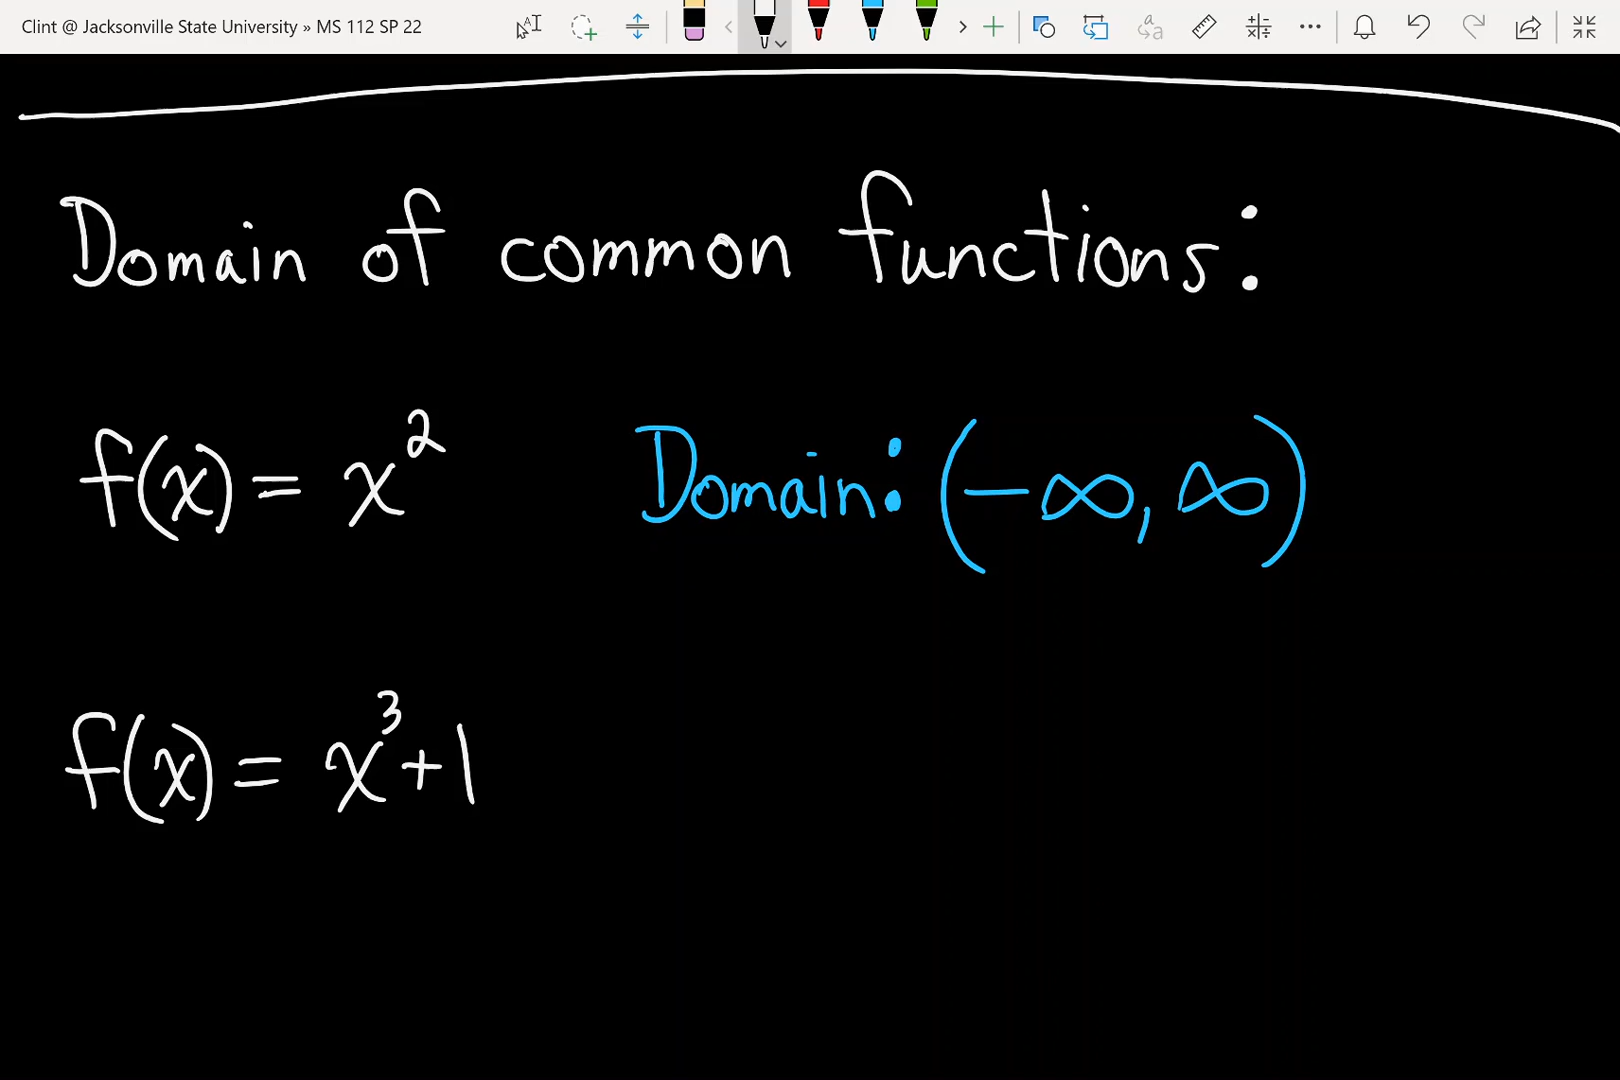 Clint @ Jacksonville State University » MS 112 SP 22
Domain of common functions:
f(x) = x² Domain: (-∞, ∞)
f(x) = x³+1